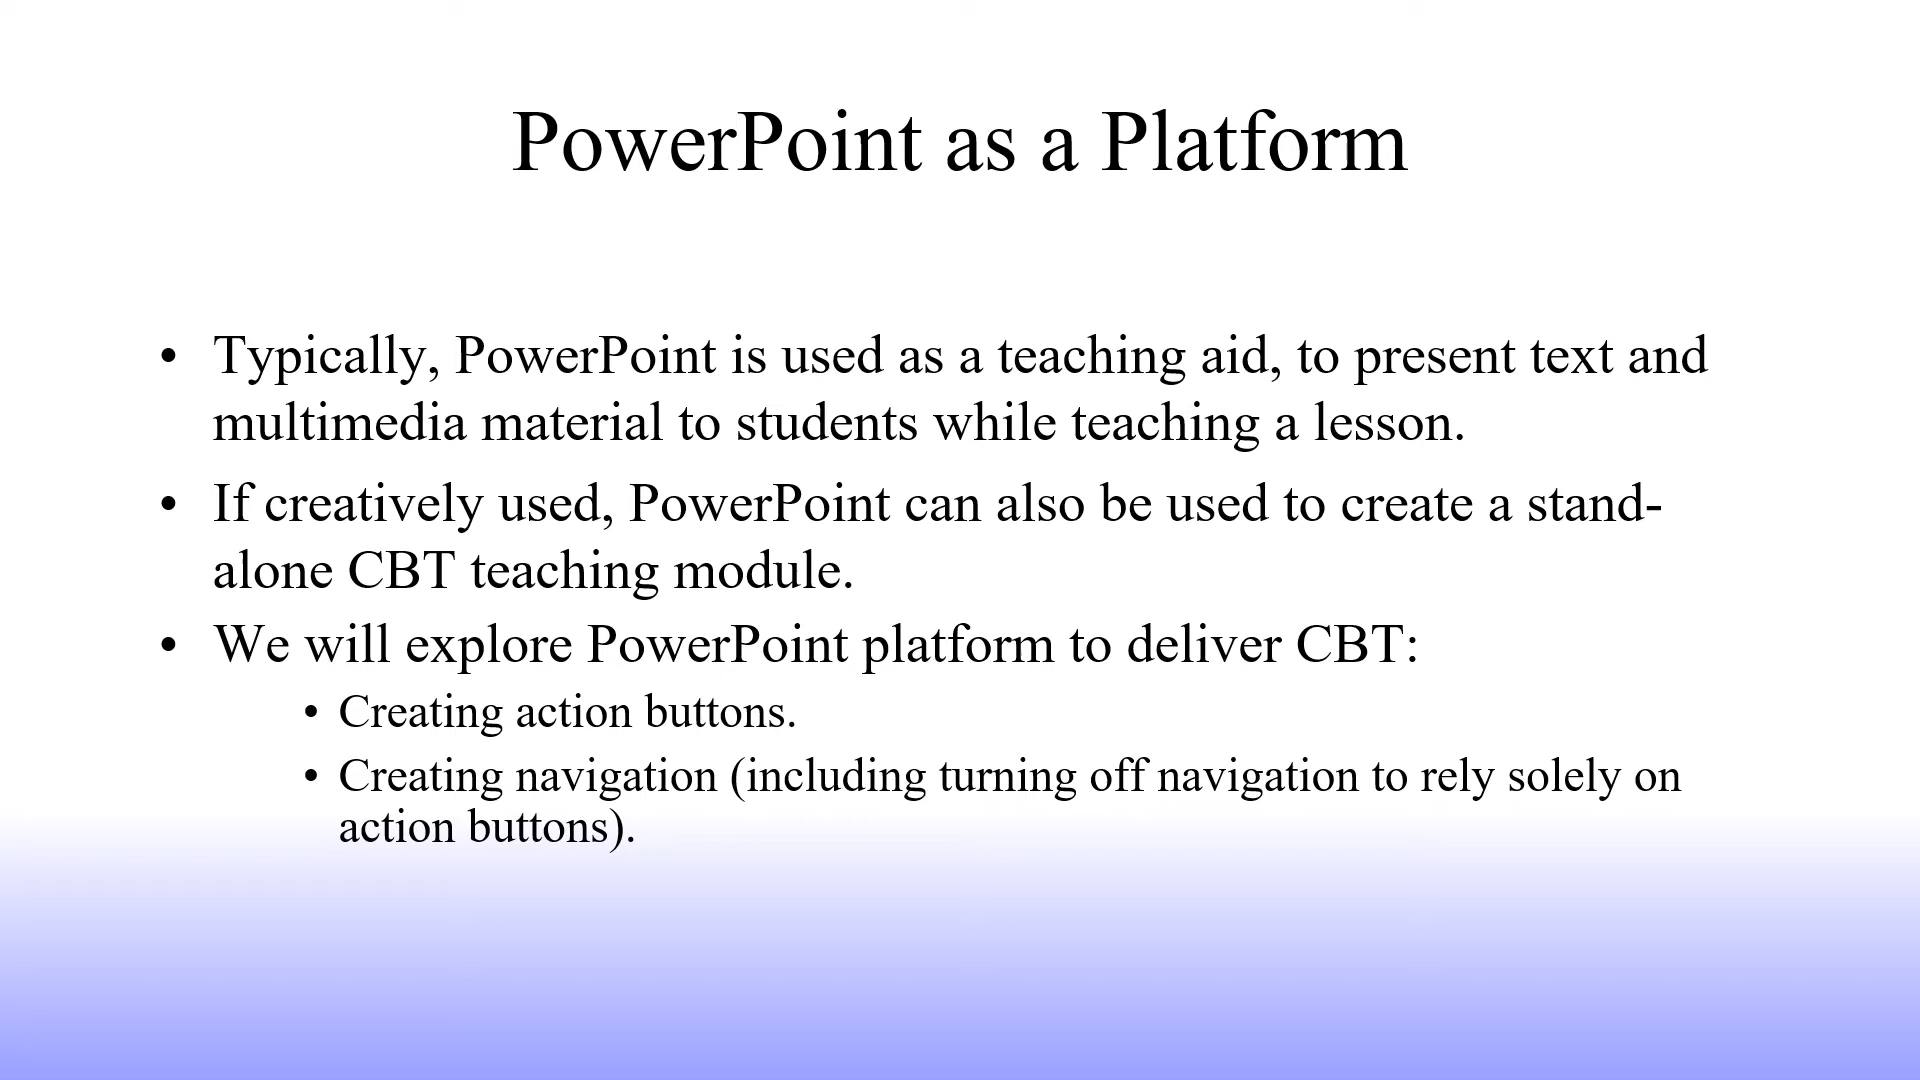 PowerPoint as a Platform
• Typically, PowerPoint is used as a teaching aid, to present text and
multimedia material to students while teaching a lesson.
• If creatively used, PowerPoint can also be used to create a stand-
alone CBT teaching module.
• We will explore PowerPoint platform to deliver CBT:
• Creating action buttons.
• Creating navigation (including turning off navigation to rely solely on
action buttons).